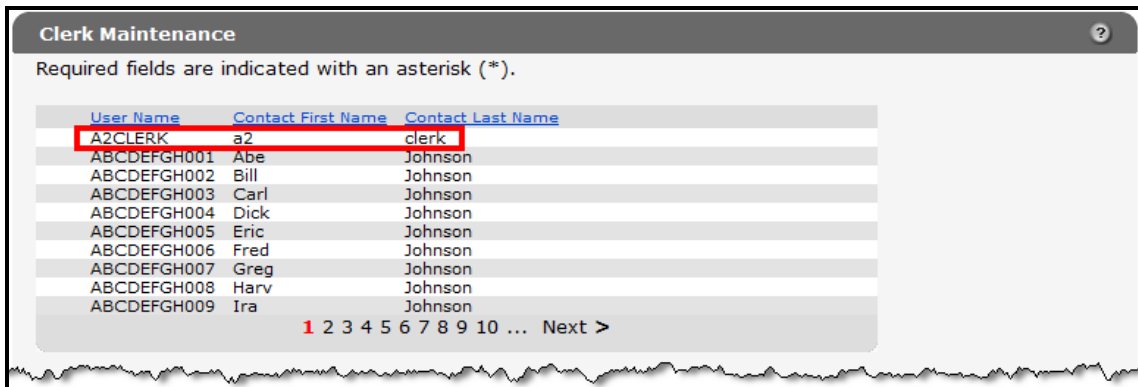 Clerk Maintenance ?
Required fields are indicated with an asterisk (*).
User Name Contact First Name Contact Last Name
A2CLERK a2 clerk
ABCDEFGH001 Abe Johnson
ABCDEFGH002 Bill Johnson
ABCDEFGH003 Carl Johnson
ABCDEFGH004 Dick Johnson
ABCDEFGH005 Eric Johnson
ABCDEFGH006 Fred Johnson
ABCDEFGH007 Greg Johnson
ABCDEFGH008 Harv Johnson
ABCDEFGH009 Ira Johnson
1 2 3 4 5 6 7 8 9 10 ... Next >